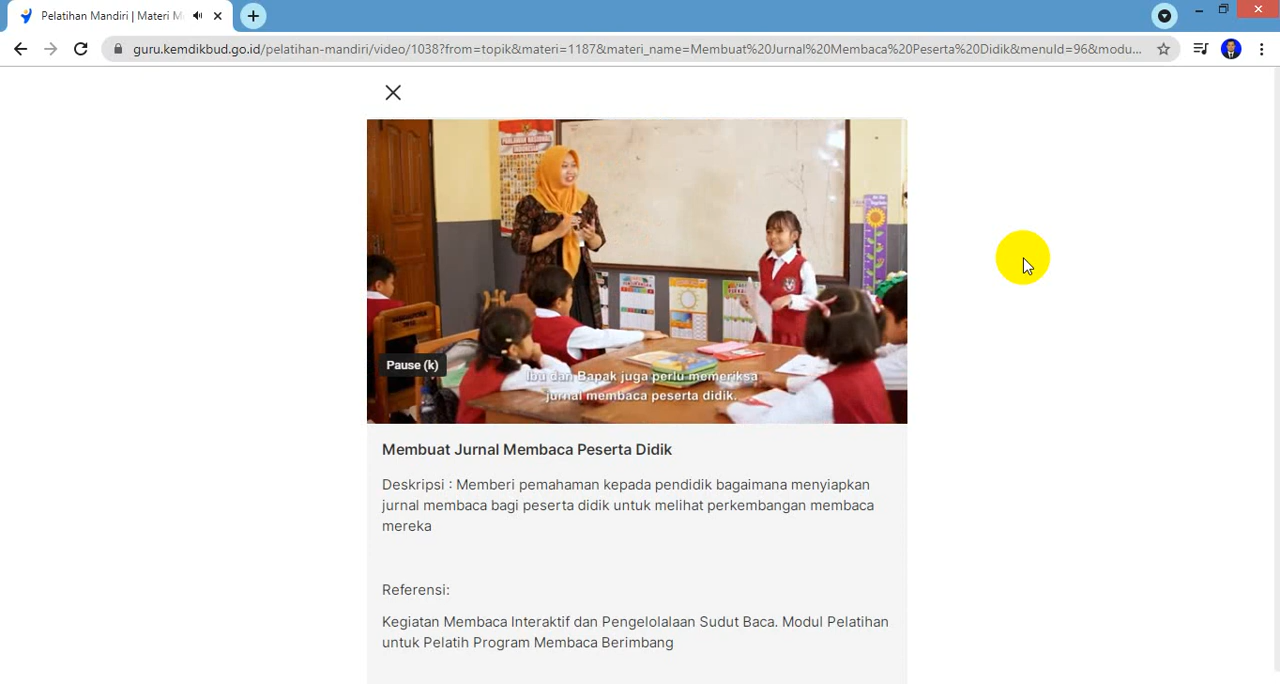 Pelatihan Mandiri | Materi M
guru.kemdikbud.go.id/pelatihan-mandiri/video/1038?from=topik&materi=1187&materi_name=Membuat%20Jurnal%20Membaca%20Peserta%20Didik&menuId=96&modu...
INDONESIA
Pause (k)
Ibu dan Bapak juga perlu memeriksa
jurnal membaca peserta didik.
Membuat Jurnal Membaca Peserta Didik
Deskripsi : Memberi pemahaman kepada pendidik bagaimana menyiapkan
jurnal membaca bagi peserta didik untuk melihat perkembangan membaca
mereka
Referensi:
Kegiatan Membaca Interaktif dan Pengelolalaan Sudut Baca. Modul Pelatihan
untuk Pelatih Program Membaca Berimbang